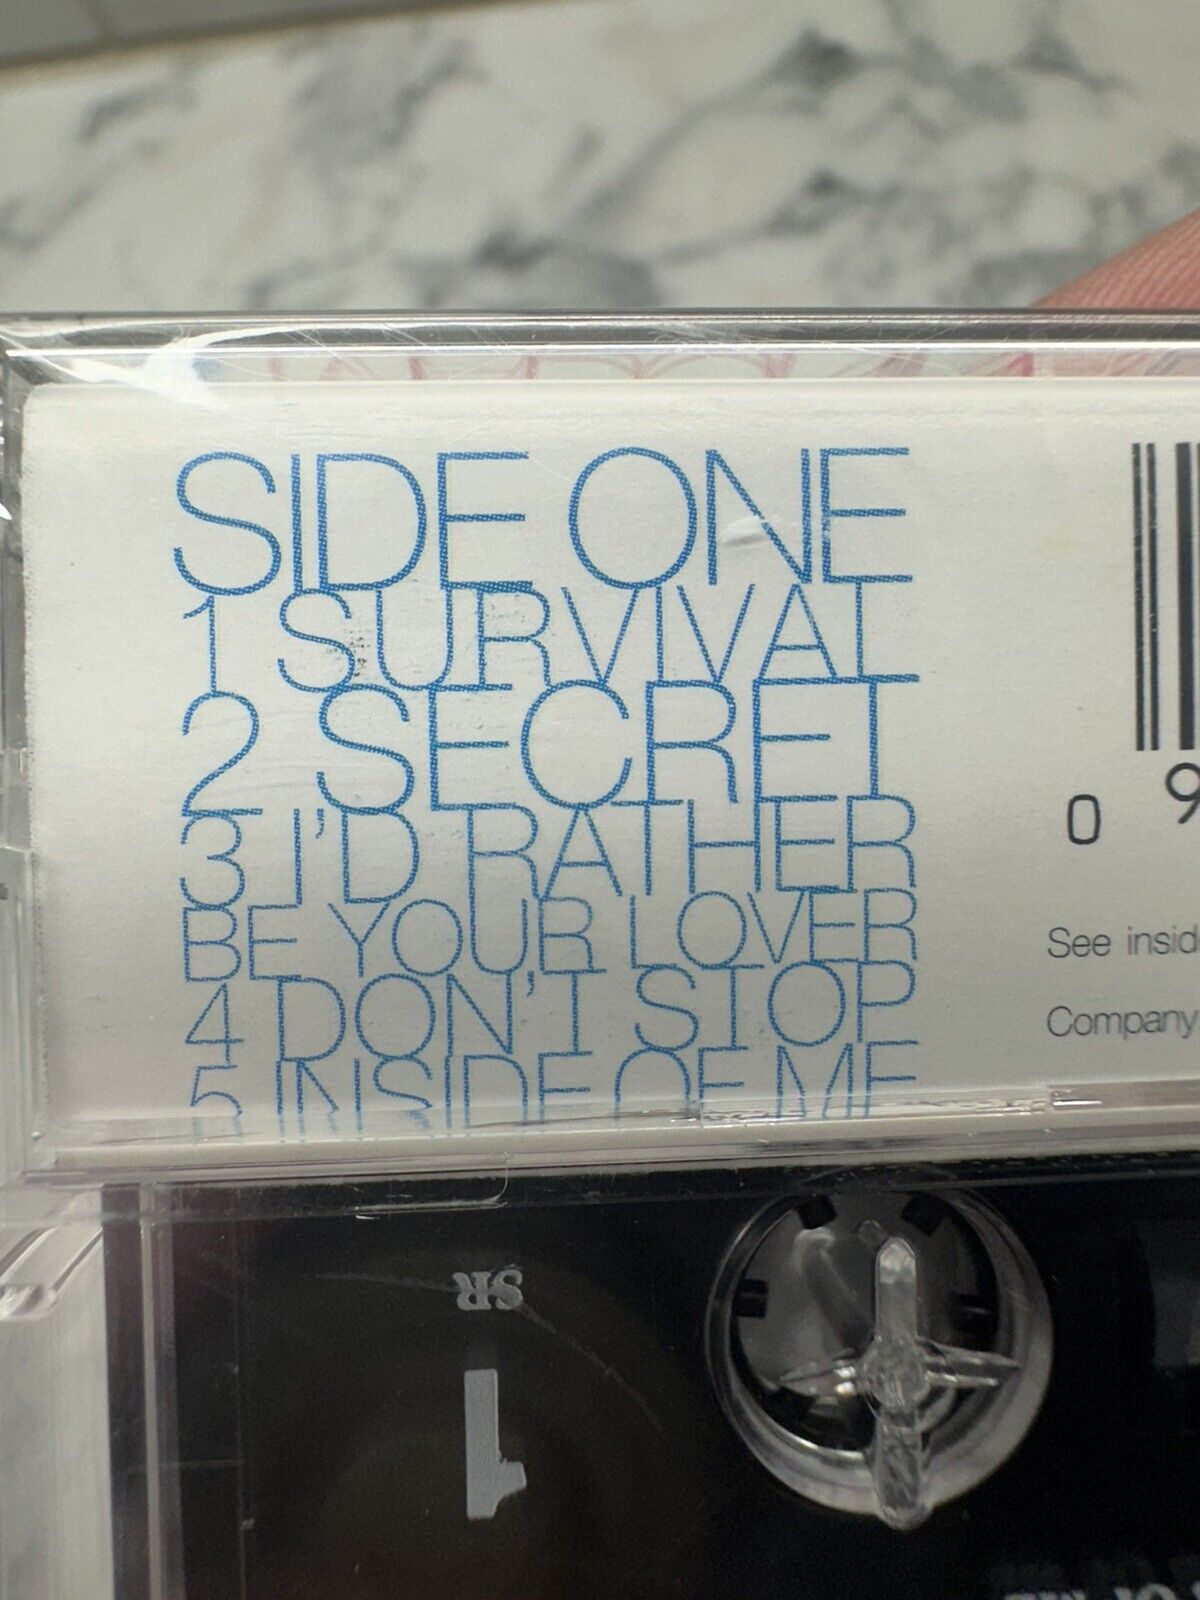 SIDE ONE
1 SURVIVAL
2 SECRET
3 I'D RATHER
BE YOUR LOVER
4 DON'T STOP
5 INSIDE OF ME
0 9
See insid
Company
SR
1